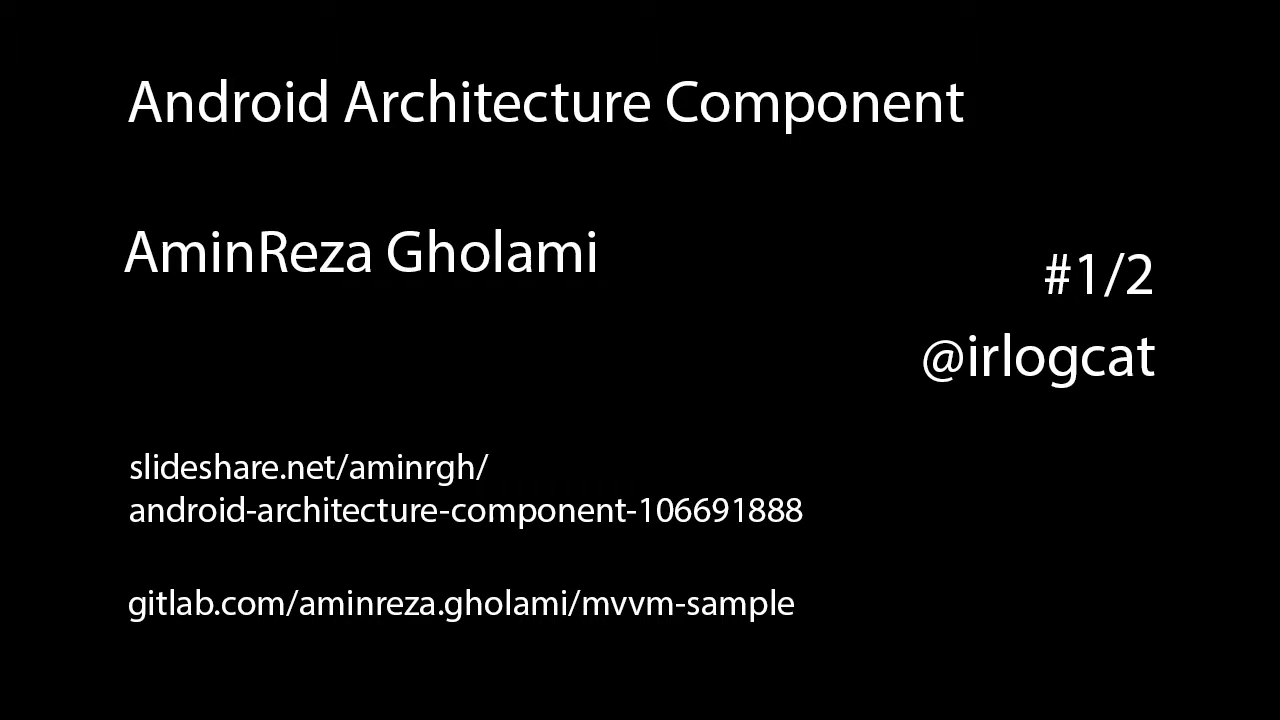 Android Architecture Component
AminReza Gholami
#1/2
@irlogcat
slideshare.net/aminrgh/
android-architecture-component-106691888
gitlab.com/aminreza.gholami/mvvm-sample